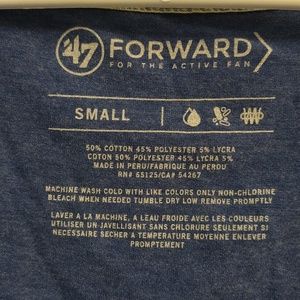 '47 FORWARD
FOR THE ACTIVE FAN
SMALL
50% COTTON 45% POLYESTER 5% LYCRA
COTON 50% POLYESTER 45% LYCRA 5%
MADE IN PERU/FABRIQUE AU PERDU
RN# 65125/CA# 54267
MACHINE WASH COLD WITH LIKE COLORS ONLY NON-CHLORINE
BLEACH WHEN NEEDED TUMBLE DRY LOW REMOVE PROMPTLY
LAVER A LA MACHINE, A LEAU FROIDE AVEC LES COULEURS
UTILISER UN JAVELLISANT SANS CHLORURE SEULEMENT SI
NECESSAIRE SECHER A TEMPERATURE MOYENNE ENLEVER
PROMPTEMENT